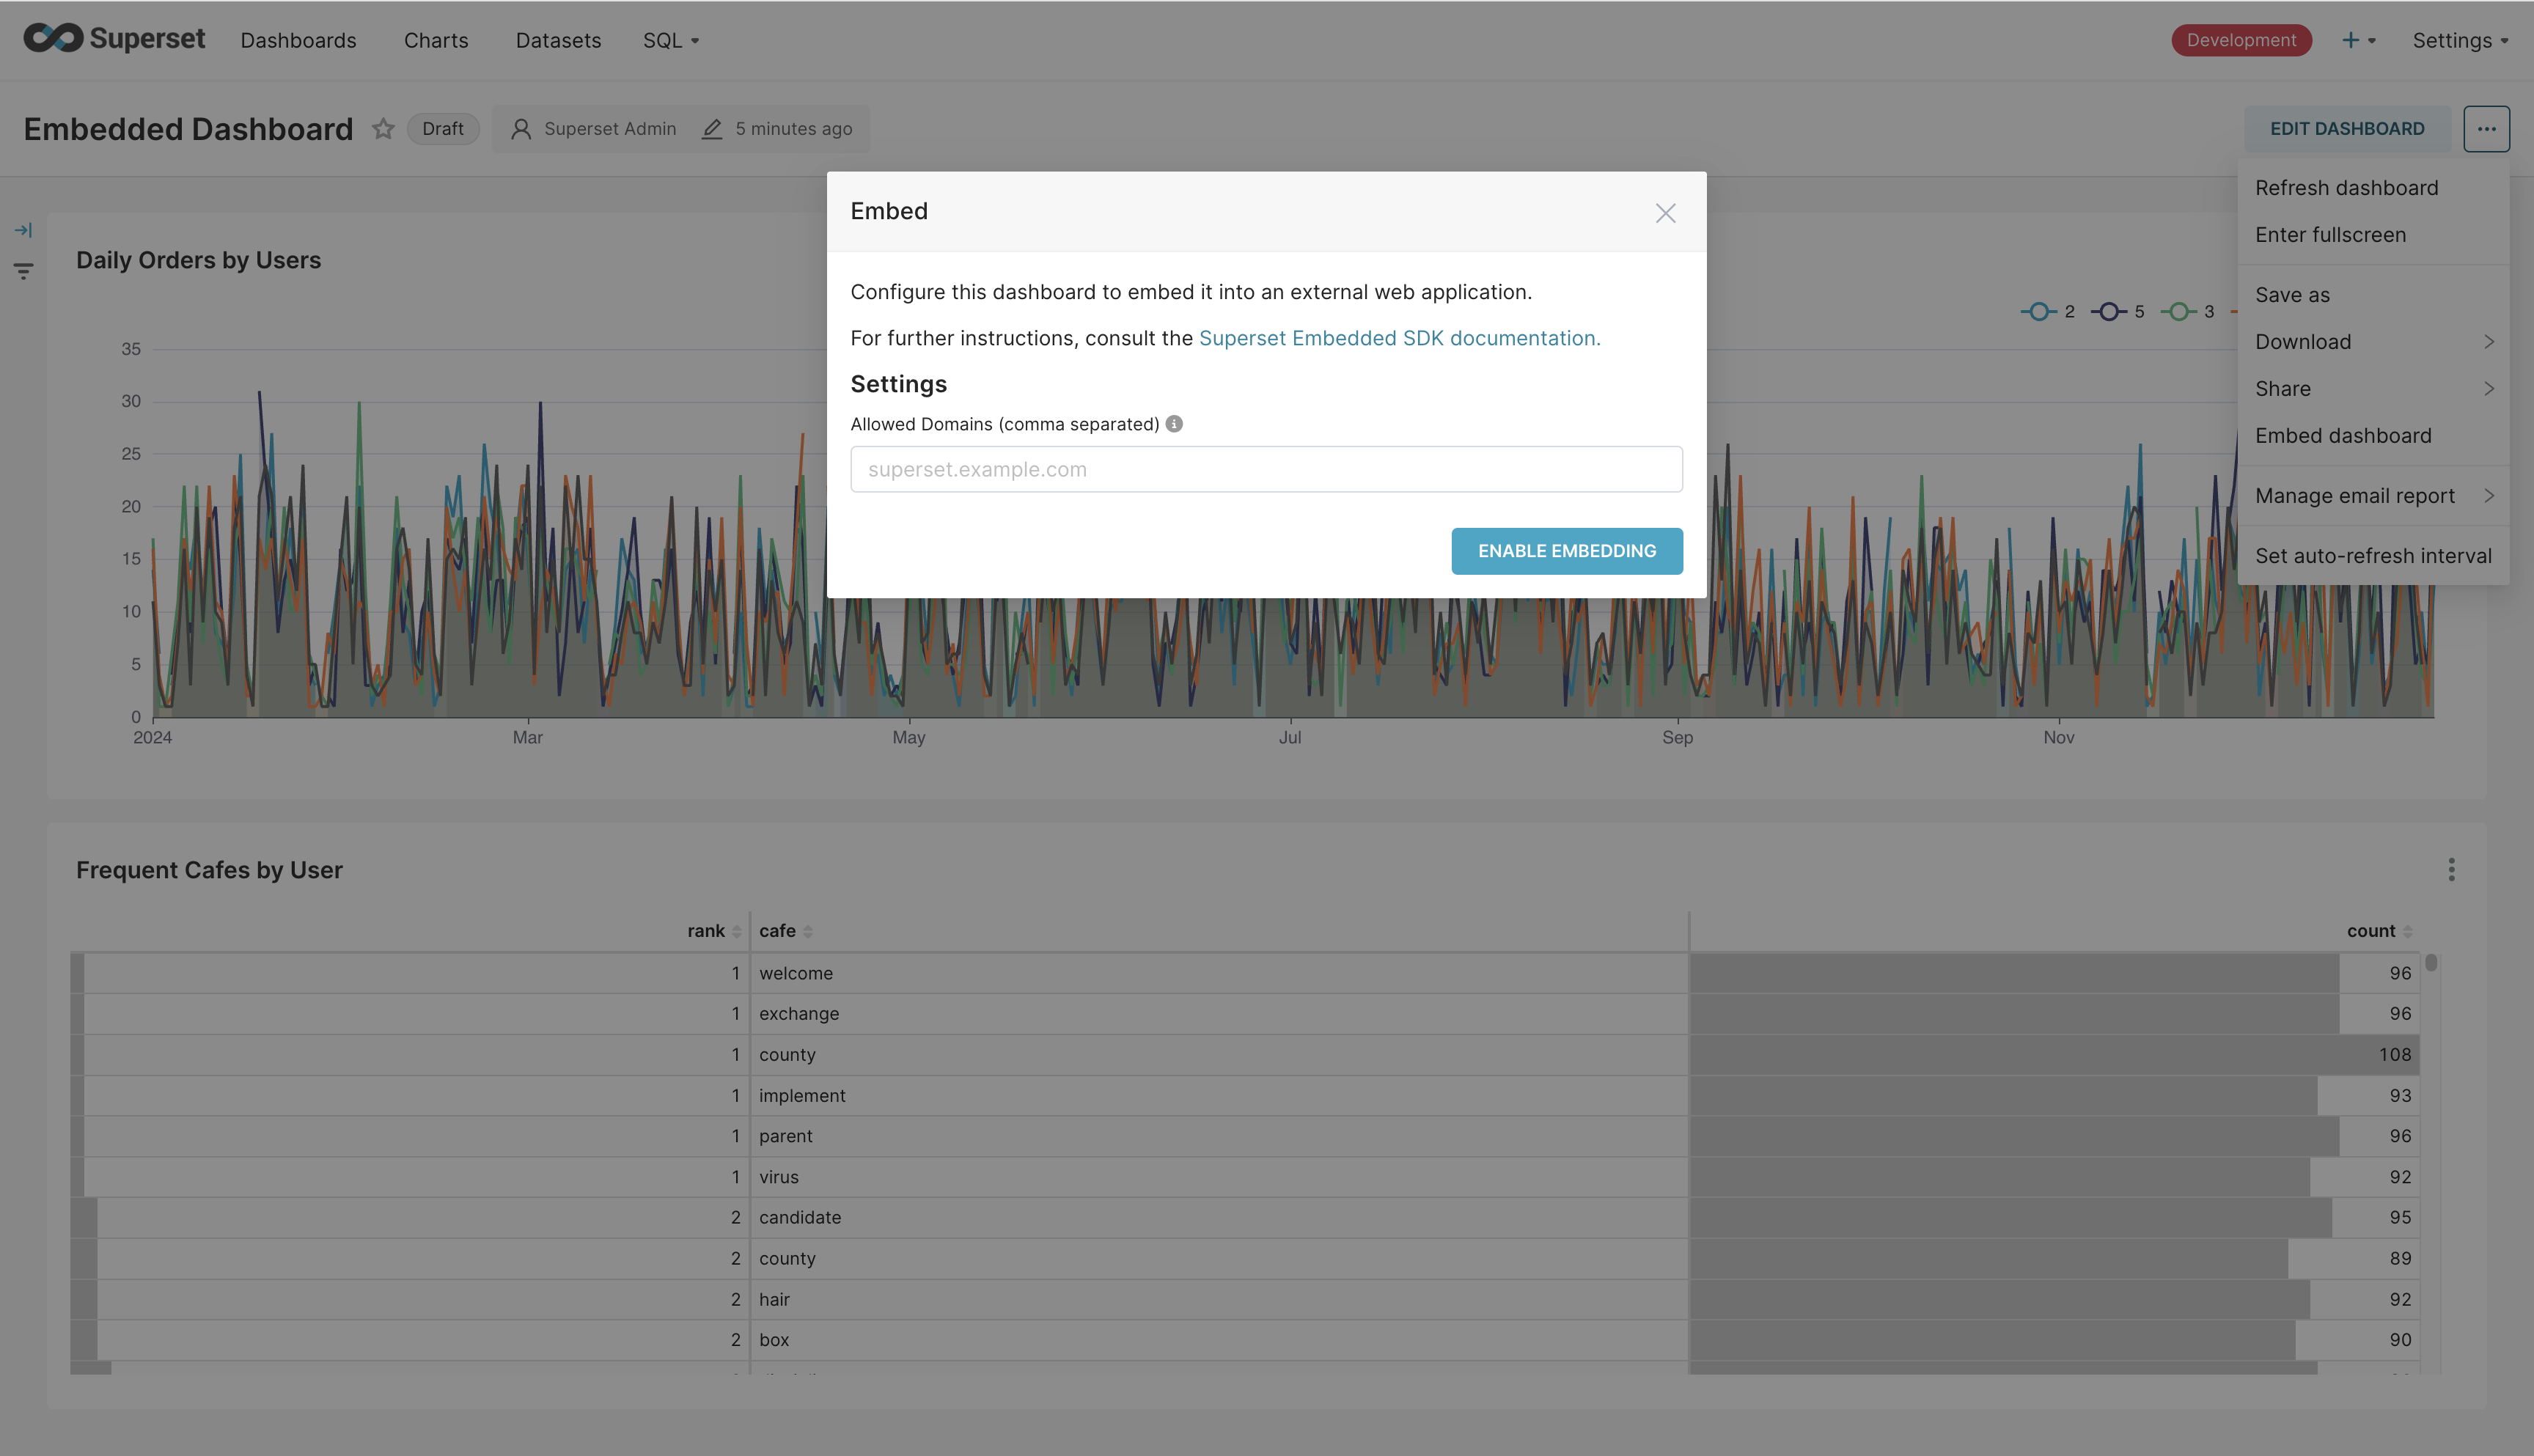 Superset Dashboards Charts Datasets SQL Development + Settings
Embedded Dashboard Draft Superset Admin 5 minutes ago EDIT DASHBOARD ...
Refresh dashboard
Enter fullscreen
Save as
Download
Share
Embed dashboard
Manage email report
Set auto-refresh interval
Embed
Configure this dashboard to embed it into an external web application.
For further instructions, consult the Superset Embedded SDK documentation.
Settings
Allowed Domains (comma separated)
superset.example.com
ENABLE EMBEDDING
Daily Orders by Users
2 5 3
35
30
25
20
15
10
5
0
2024 Mar May Jul Sep Nov
Frequent Cafes by User
rank cafe count
1 welcome 96
1 exchange 96
1 county 108
1 implement 93
1 parent 96
1 virus 92
2 candidate 95
2 county 89
2 hair 92
2 box 90